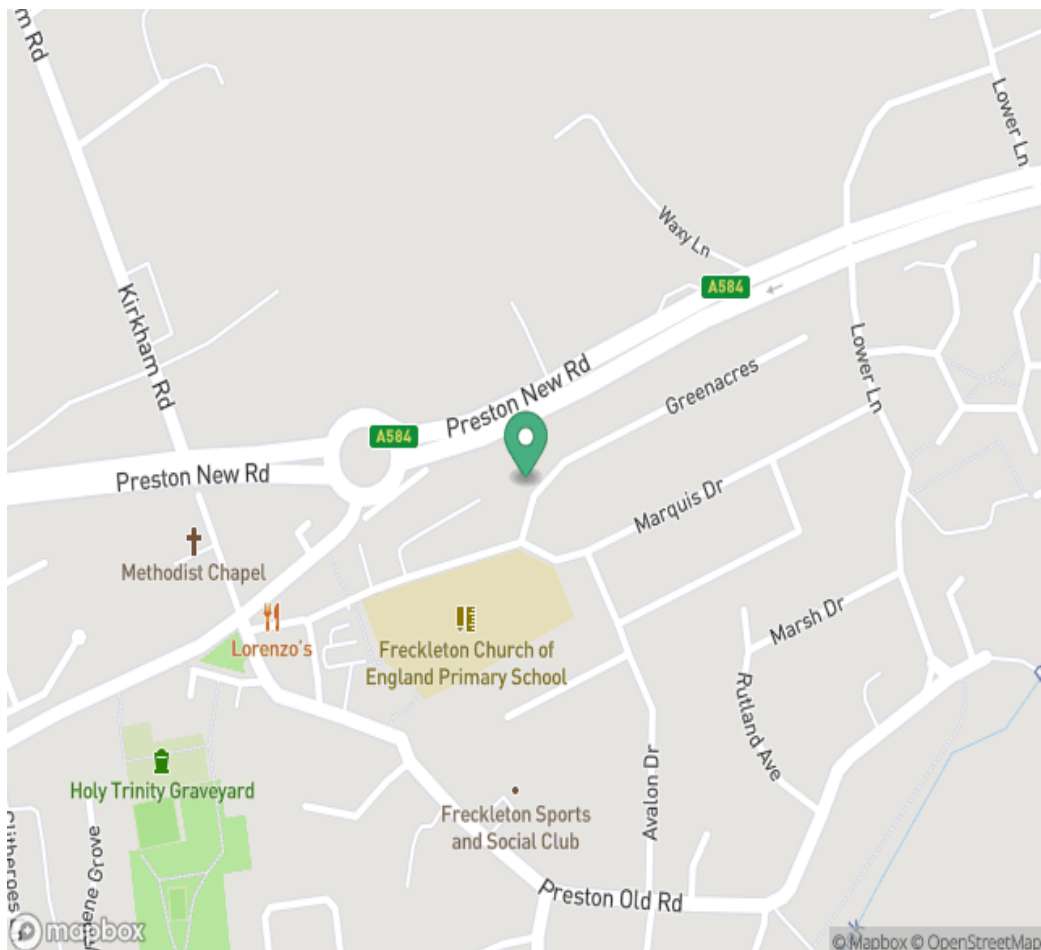 m Rd
Lower Ln
Waxy Ln
A584
Kirkham Rd
Preston New Rd
Greenacres
Lower Ln
A584
Preston New Rd
Marquis Dr
Methodist Chapel
Lorenzo's
Freckleton Church of
England Primary School
Marsh Dr
Rutland Ave
Holy Trinity Graveyard
Avalon Dr
Freckleton Sports
and Social Club
Grove
Preston Old Rd
mapbox
© Mapbox © OpenStreetMap